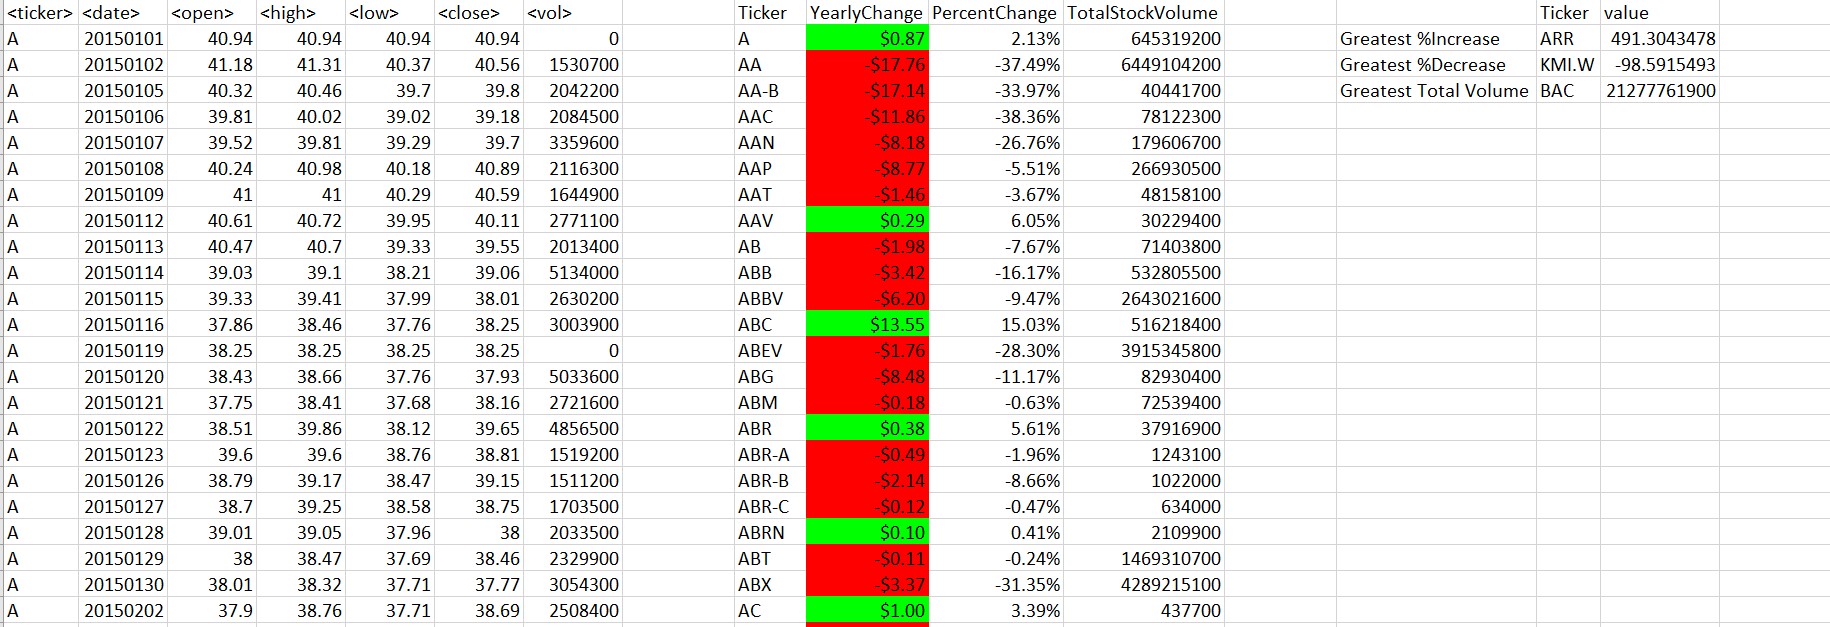 <ticker> <date> <open> <high> <low> <close> <vol> Ticker YearlyChange PercentChange TotalStockVolume Ticker value
A 20150101 40.94 40.94 40.94 40.94 0 A $0.87 2.13% 645319200 Greatest %Increase ARR 491.3043478
A 20150102 41.18 41.31 40.37 40.56 1530700 AA -$17.76 -37.49% 6449104200 Greatest %Decrease KMI.W -98.5915493
A 20150105 40.32 40.46 39.7 39.8 2042200 AA-B -$17.14 -33.97% 40441700 Greatest Total Volume BAC 21277761900
A 20150106 39.81 40.02 39.02 39.18 2084500 AAC -$11.86 -38.36% 78122300
A 20150107 39.52 39.81 39.29 39.7 3359600 AAN -$8.18 -26.76% 179606700
A 20150108 40.24 40.98 40.18 40.89 2116300 AAP -$8.77 -5.51% 266930500
A 20150109 41 41 40.29 40.59 1644900 AAT -$1.46 -3.67% 48158100
A 20150112 40.61 40.72 39.95 40.11 2771100 AAV $0.29 6.05% 30229400
A 20150113 40.47 40.7 39.33 39.55 2013400 AB -$1.98 -7.67% 71403800
A 20150114 39.03 39.1 38.21 39.06 5134000 ABB -$3.42 -16.17% 532805500
A 20150115 39.33 39.41 37.99 38.01 2630200 ABBV -$6.20 -9.47% 2643021600
A 20150116 37.86 38.46 37.76 38.25 3003900 ABC $13.55 15.03% 516218400
A 20150119 38.25 38.25 38.25 38.25 0 ABEV -$1.76 -28.30% 3915345800
A 20150120 38.43 38.66 37.76 37.93 5033600 ABG -$8.48 -11.17% 82930400
A 20150121 37.75 38.41 37.68 38.16 2721600 ABM -$0.18 -0.63% 72539400
A 20150122 38.51 39.86 38.12 39.65 4856500 ABR $0.38 5.61% 37916900
A 20150123 39.6 39.6 38.76 38.81 1519200 ABR-A -$0.49 -1.96% 1243100
A 20150126 38.79 39.17 38.47 39.15 1511200 ABR-B -$2.14 -8.66% 1022000
A 20150127 38.7 39.25 38.58 38.75 1703500 ABR-C -$0.12 -0.47% 634000
A 20150128 39.01 39.05 37.96 38 2033500 ABRN $0.10 0.41% 2109900
A 20150129 38 38.47 37.69 38.46 2329900 ABT -$0.11 -0.24% 1469310700
A 20150130 38.01 38.32 37.71 37.77 3054300 ABX -$3.37 -31.35% 4289215100
A 20150202 37.9 38.76 37.71 38.69 2508400 AC $1.00 3.39% 437700